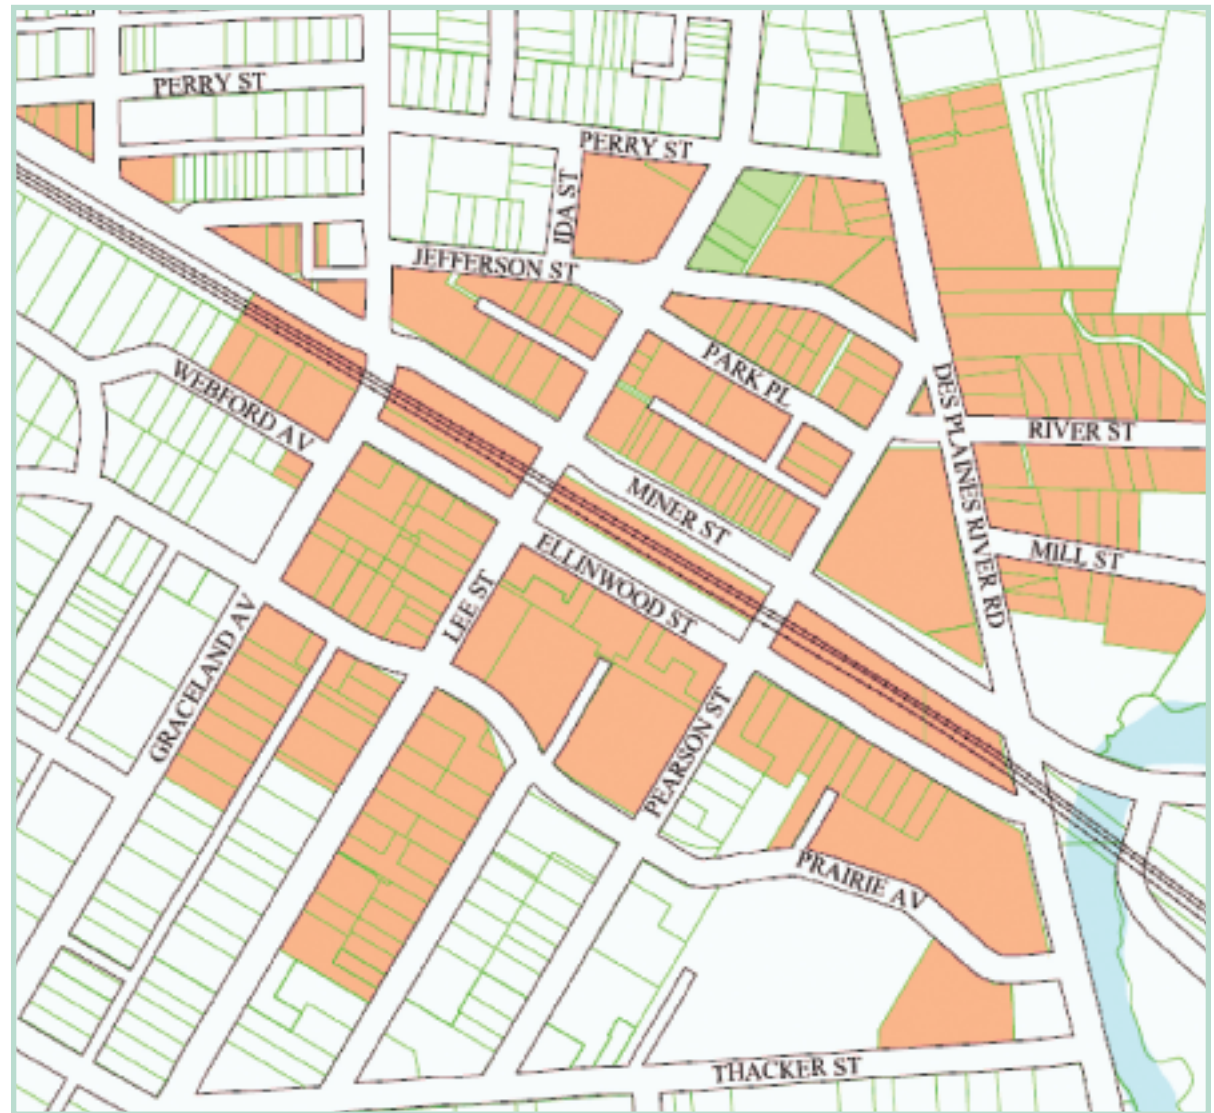 PERRY ST
PERRY ST
IDA ST
JEFFERSON ST
PARK PL
WEBFORD AV
DES PLAINES RIVER RD
RIVER ST
MINER ST
MILL ST
ELLINWOOD ST
LEE ST
GRACELAND AV
PEARSON ST
PRAIRIE AV
THACKER ST